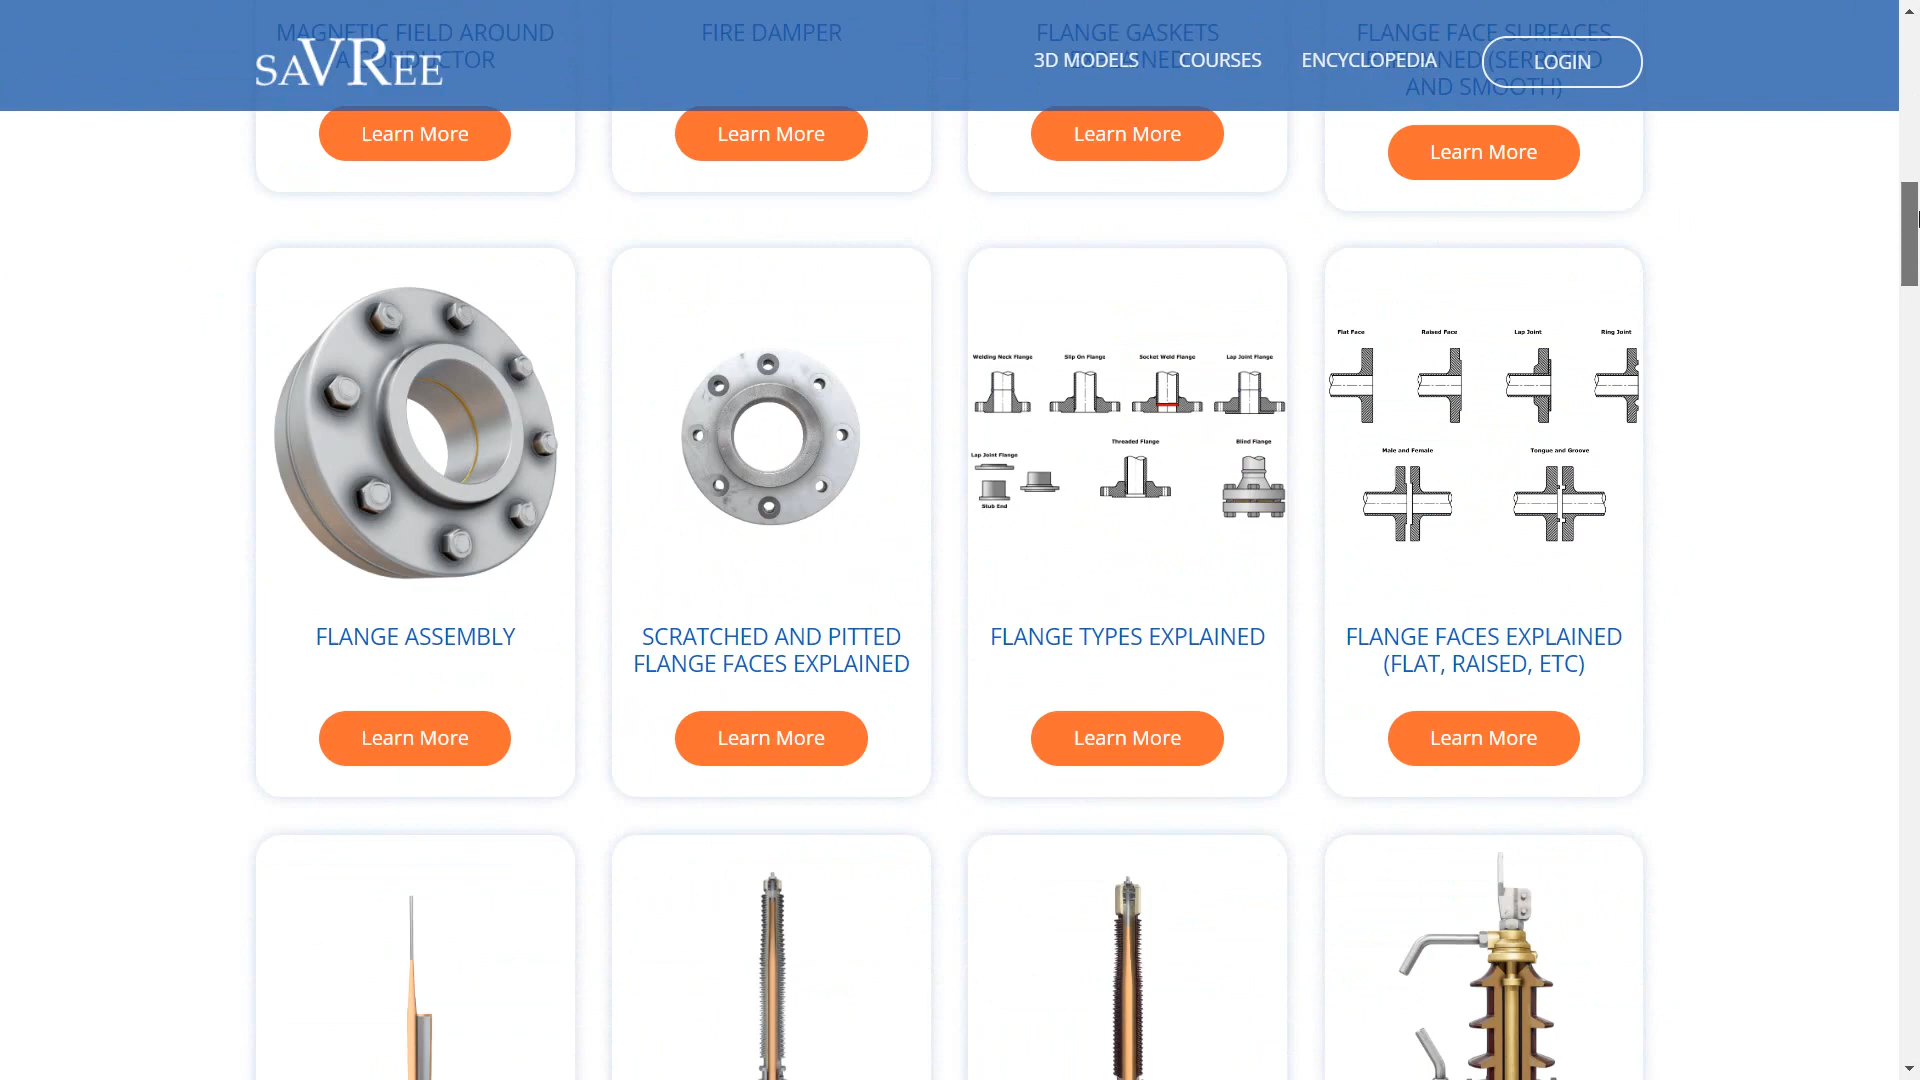 MAGNETIC FIELD AROUND
A CONDUCTOR
FIRE DAMPER
FLANGE GASKETS
EXPLAINED
FLANGE FACE SURFACES
EXPLAINED (SERRATED
AND SMOOTH)
saVRee
3D MODELS
COURSES
ENCYCLOPEDIA
LOGIN
Learn More
Learn More
Learn More
Learn More
Welding Neck Flange
Slip On Flange
Socket Weld Flange
Lap Joint Flange
Threaded Flange
Blind Flange
Lap Joint Flange
Stub End
Flat Face
Raised Face
Lap Joint
Ring Joint
Male and Female
Tongue and Groove
FLANGE ASSEMBLY
SCRATCHED AND PITTED
FLANGE FACES EXPLAINED
FLANGE TYPES EXPLAINED
FLANGE FACES EXPLAINED
(FLAT, RAISED, ETC)
Learn More
Learn More
Learn More
Learn More